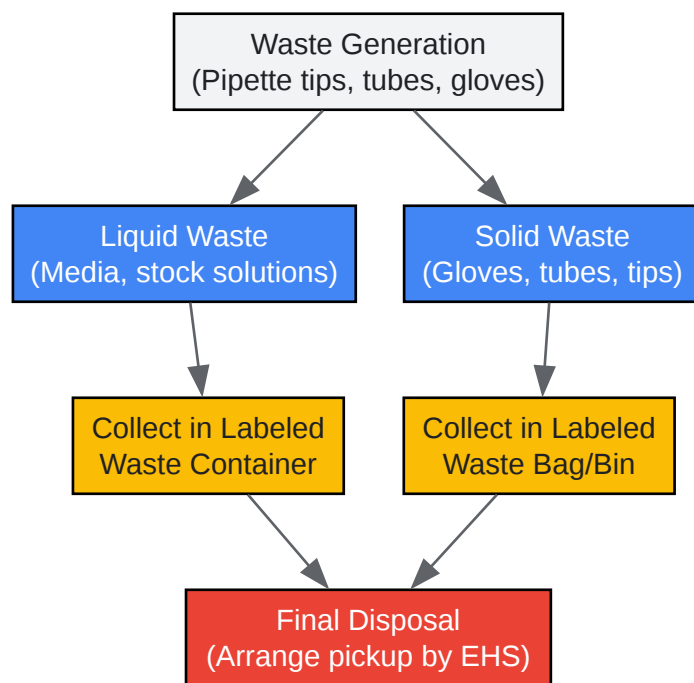 Waste Generation
(Pipette tips, tubes, gloves)
Liquid Waste
(Media, stock solutions)
Solid Waste
(Gloves, tubes, tips)
Collect in Labeled
Waste Container
Collect in Labeled
Waste Bag/Bin
Final Disposal
(Arrange pickup by EHS)